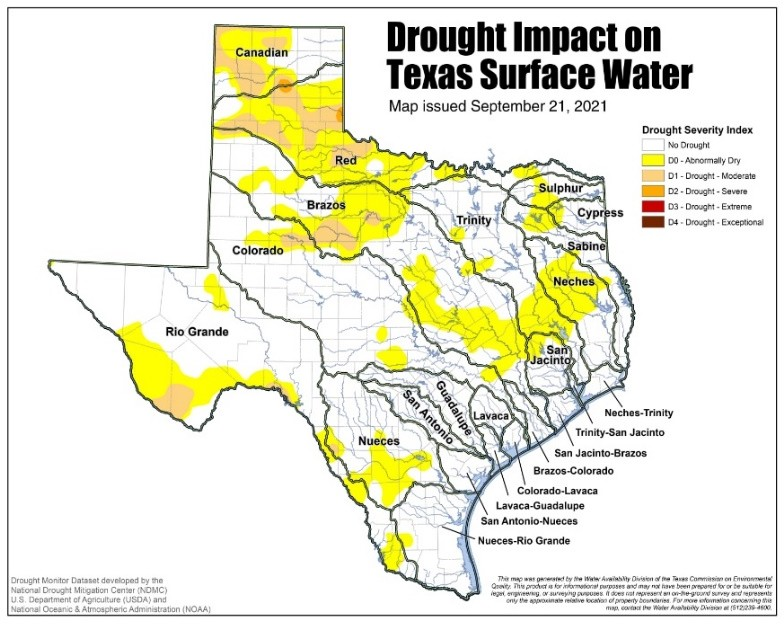 Drought Impact on
Texas Surface Water
Map issued September 21, 2021
Drought Severity Index
No Drought
D0 - Abnormally Dry
D1 - Drought - Moderate
D2 - Drought - Severe
D3 - Drought - Extreme
D4 - Drought - Exceptional
Canadian
Red
Sulphur
Brazos
Cypress
Trinity
Sabine
Colorado
Neches
Rio Grande
San
Jacinto
Guadalupe
San Antonio
Lavaca
Neches-Trinity
Trinity-San Jacinto
Nueces
San Jacinto-Brazos
Brazos-Colorado
Colorado-Lavaca
Lavaca-Guadalupe
San Antonio-Nueces
Nueces-Rio Grande
Drought Monitor Dataset developed by the
National Drought Mitigation Center (NDMC)
U.S. Department of Agriculture (USDA) and
National Oceanic & Atmospheric Administration (NOAA)
This map was generated by the Water Availability Division of the Texas Commission on Environmental
Quality. This product is for informational purposes and may not have been prepared for or be suitable for
legal, engineering, or surveying purposes. It does not represent an on-the-ground survey and represents
only the approximate relative location of property boundaries. For more information concerning this
map, contact the Water Availability Division at (512)239-4600.